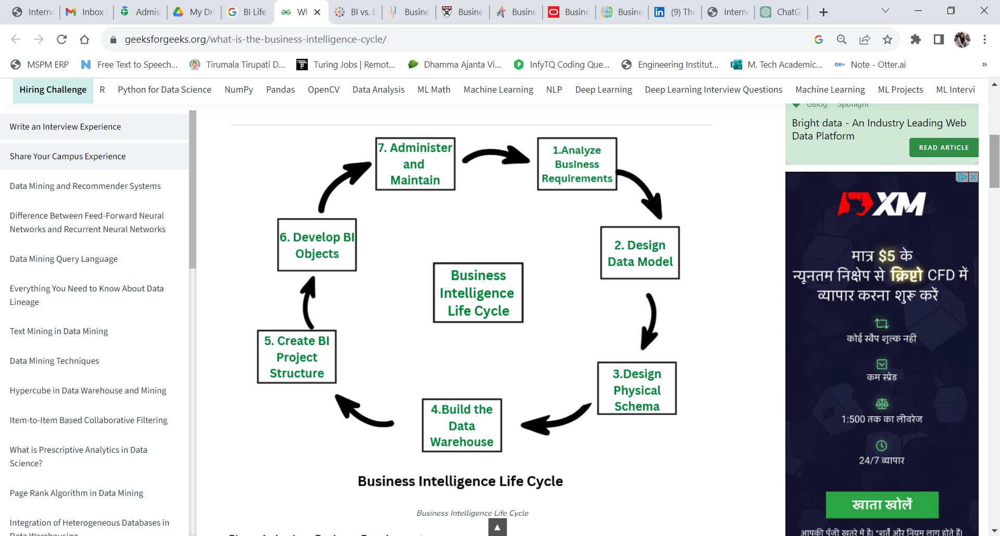 Intern
Inbox
Admis
My Dri
BI Life
Wh
BI vs. b
Busine
Busine
Busine
Busine
Busine
(9) The
Intern
ChatG
geeksforgeeks.org/what-is-the-business-intelligence-cycle/
MSPM ERP
Free Text to Speech...
Tirumala Tirupati D...
Turing Jobs | Remot...
Dhamma Ajanta Vi...
InfyTQ Coding Que...
Engineering Institut...
M. Tech Academic...
Note - Otter.ai
»
Hiring Challenge
R
Python for Data Science
NumPy
Pandas
OpenCV
Data Analysis
ML Math
Machine Learning
NLP
Deep Learning
Deep Learning Interview Questions
Machine Learning
ML Projects
ML Intervi
Write an Interview Experience
Share Your Campus Experience
Data Mining and Recommender Systems
Difference Between Feed-Forward Neural
Networks and Recurrent Neural Networks
Data Mining Query Language
Everything You Need to Know About Data
Lineage
Text Mining in Data Mining
Data Mining Techniques
Hypercube in Data Warehouse and Mining
Item-to-Item Based Collaborative Filtering
What is Prescriptive Analytics in Data
Science?
Page Rank Algorithm in Data Mining
Integration of Heterogeneous Databases in
Data Warehousing
7. Administer
and
Maintain
1.Analyze
Business
Requirements
6. Develop BI
Objects
2. Design
Data Model
Business
Intelligence
Life Cycle
5. Create BI
Project
Structure
3.Design
Physical
Schema
4.Build the
Data
Warehouse
Business Intelligence Life Cycle
Business Intelligence Life Cycle
GBlog
Spotlight
Bright data - An Industry Leading Web
Data Platform
READ ARTICLE
XM
मात्र $5 के
न्यूनतम निक्षेप से क्रिप्टो CFD में
व्यापार करना शुरू करें
कोई स्वैप शुल्क नहीं
कम स्प्रेड
1:500 तक का लीवरेज
24/7 व्यापार
खाता खोलें
आपकी पूँजी खतरे में है। *शर्तें और नियम लागू होते हैं।